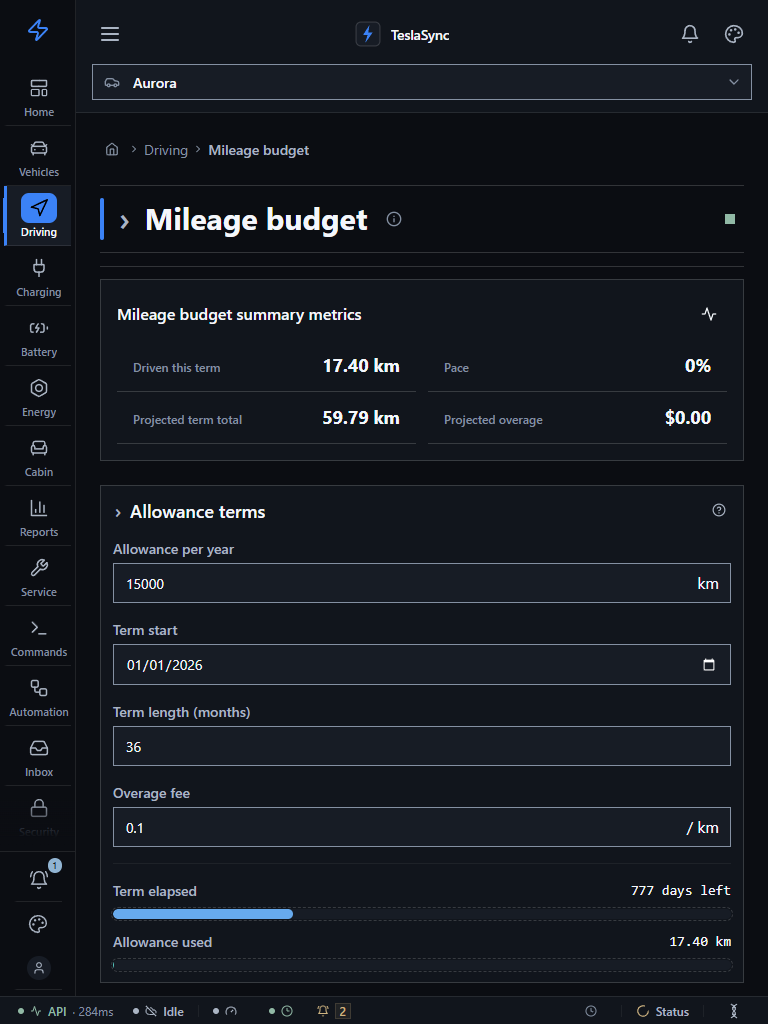 TeslaSync
Aurora
Home
Vehicles
Driving
Charging
Battery
Energy
Cabin
Reports
Service
Commands
Automation
Inbox
Security
1
Driving
Mileage budget
Mileage budget
Mileage budget summary metrics
Driven this term 17.40 km
Pace 0%
Projected term total 59.79 km
Projected overage $0.00
Allowance terms
Allowance per year
15000 km
Term start
01/01/2026
Term length (months)
36
Overage fee
0.1 / km
Term elapsed 777 days left
Allowance used 17.40 km
API · 284ms
Idle
2
Status